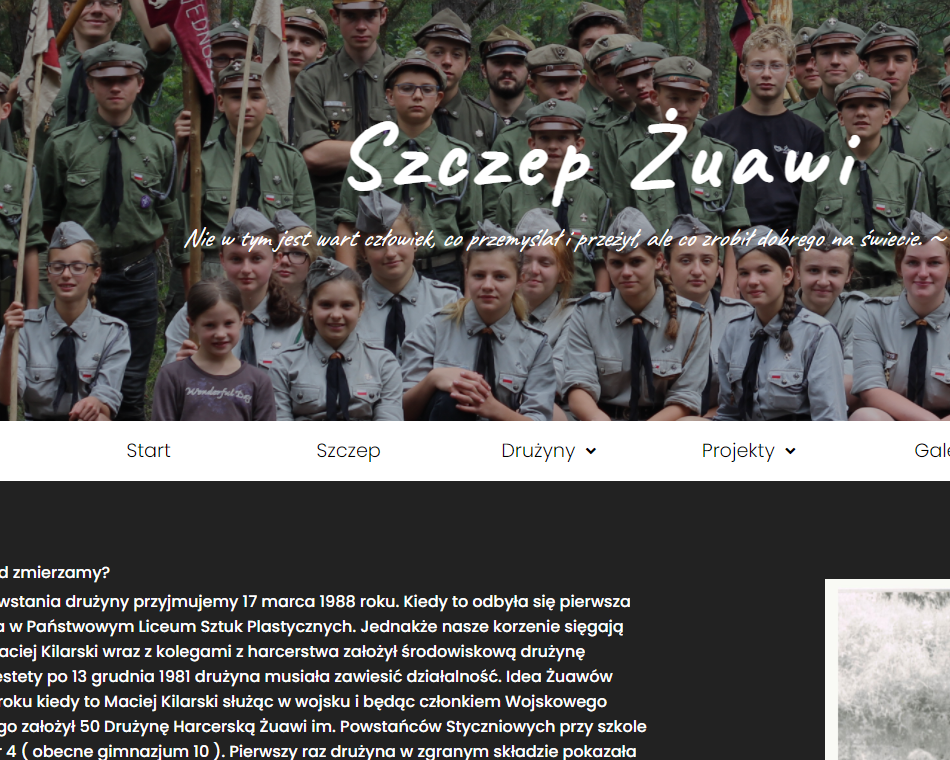 JEDNOŚ
Szczep Żuawi
Nie w tym jest wart człowiek, co przemyślał i przeżył, ale co zrobił dobrego na świecie. ~
Wonderful Day
Start Szczep Drużyny Projekty Gale
d zmierzamy?
wstania drużyny przyjmujemy 17 marca 1988 roku. Kiedy to odbyła się pierwsza
a w Państwowym Liceum Sztuk Plastycznych. Jednakże nasze korzenie sięgają
aciej Kilarski wraz z kolegami z harcerstwa założył środowiskową drużynę
estety po 13 grudnia 1981 drużyna musiała zawiesić działalność. Idea Żuawów
roku kiedy to Maciej Kilarski służąc w wojsku i będąc członkiem Wojskowego
go założył 50 Drużynę Harcerską Żuawi im. Powstańców Styczniowych przy szkole
r 4 ( obecne gimnazjum 10 ). Pierwszy raz drużyna w zgranym składzie pokazała